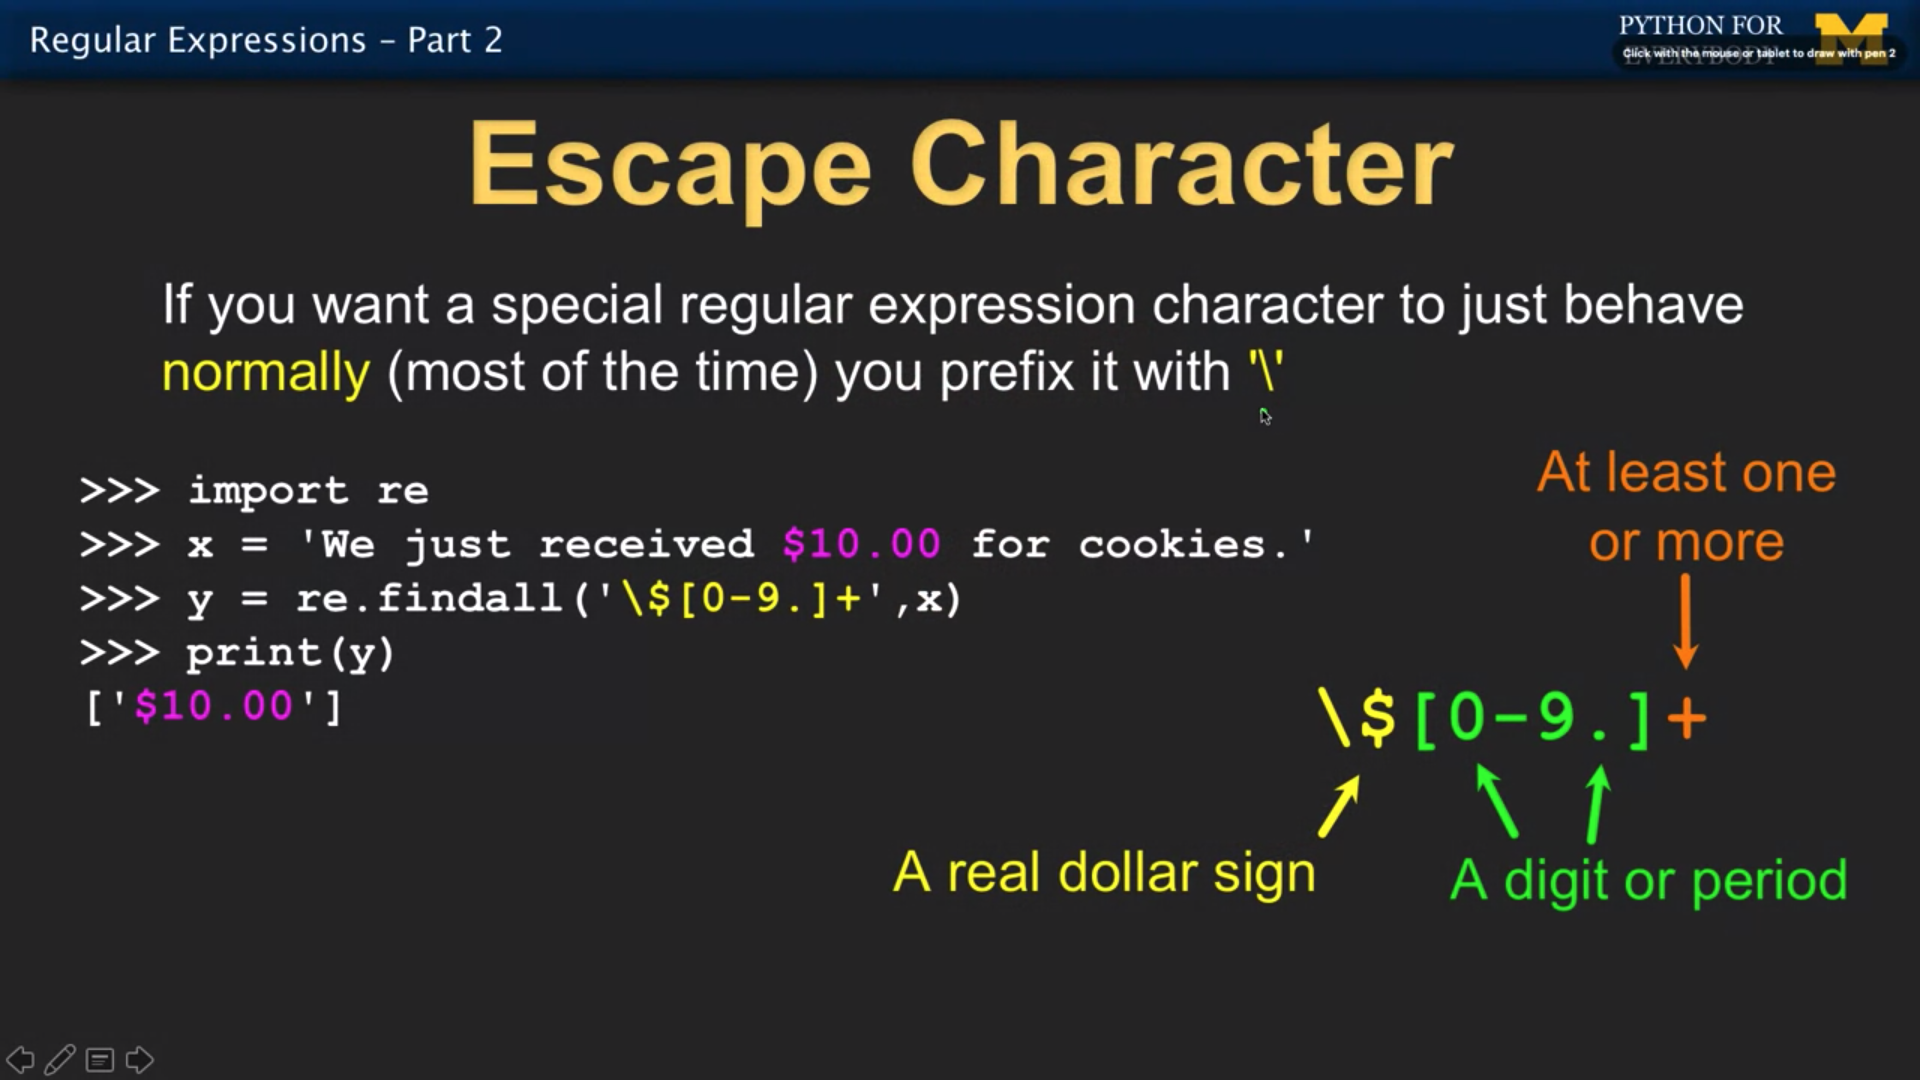 Regular Expressions – Part 2
PYTHON FOR
EVERYBODY
Click with the mouse or tablet to draw with pen 2
Escape Character
If you want a special regular expression character to just behave
normally (most of the time) you prefix it with '\'
>>> import re
>>> x = 'We just received $10.00 for cookies.'
>>> y = re.findall('\$[0-9.]+',x)
>>> print(y)
['$10.00']
At least one
or more
\$[0-9.]+
A real dollar sign
A digit or period